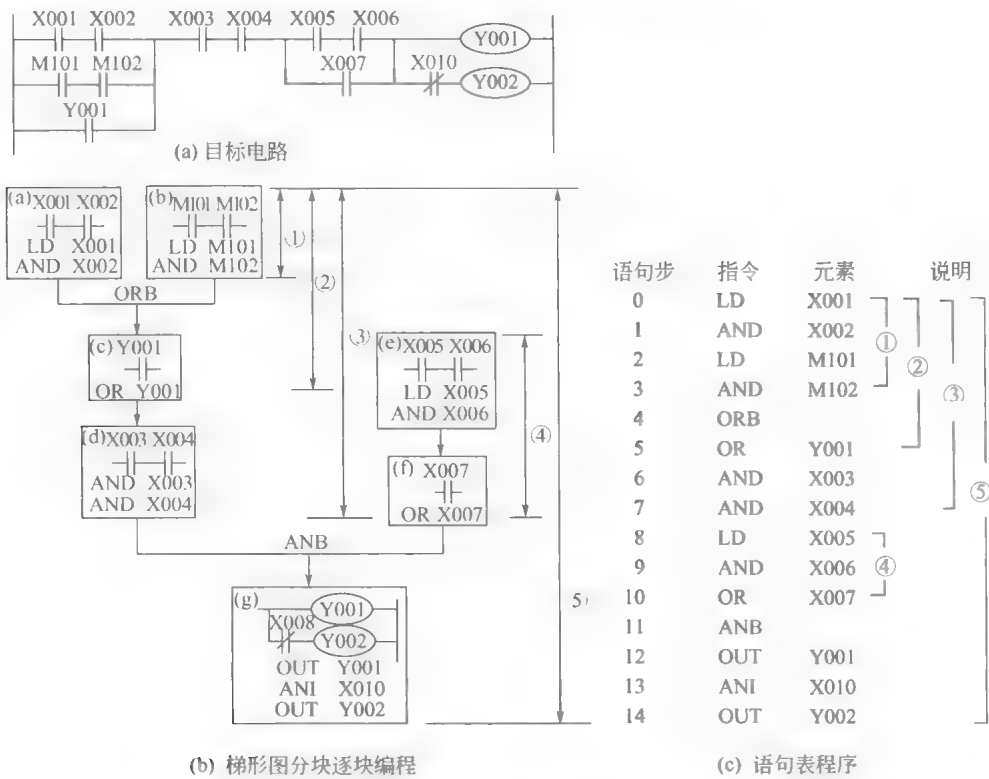 X001 X002 X003 X004 X005 X006
Y001
M101 M102 X007 X010
Y002
Y001
(a) 目标电路
(a) X001 X002
LD X001
AND X002
(b) M101 M102
LD M101
AND M102
①
ORB
②
(c) Y001
OR Y001
③
(e) X005 X006
LD X005
AND X006
④
(d) X003 X004
AND X003
AND X004
(f) X007
OR X007
ANB
(g)
Y001
X008
Y002
OUT Y001
ANI X010
OUT Y002
5)
(b) 梯形图分块逐块编程
语句步 指令 元素 说明
0 LD X001
1 AND X002
2 LD M101
3 AND M102
4 ORB
5 OR Y001
6 AND X003
7 AND X004
8 LD X005
9 AND X006
10 OR X007
11 ANB
12 OUT Y001
13 ANI X010
14 OUT Y002
①
②
③
④
⑤
(c) 语句表程序